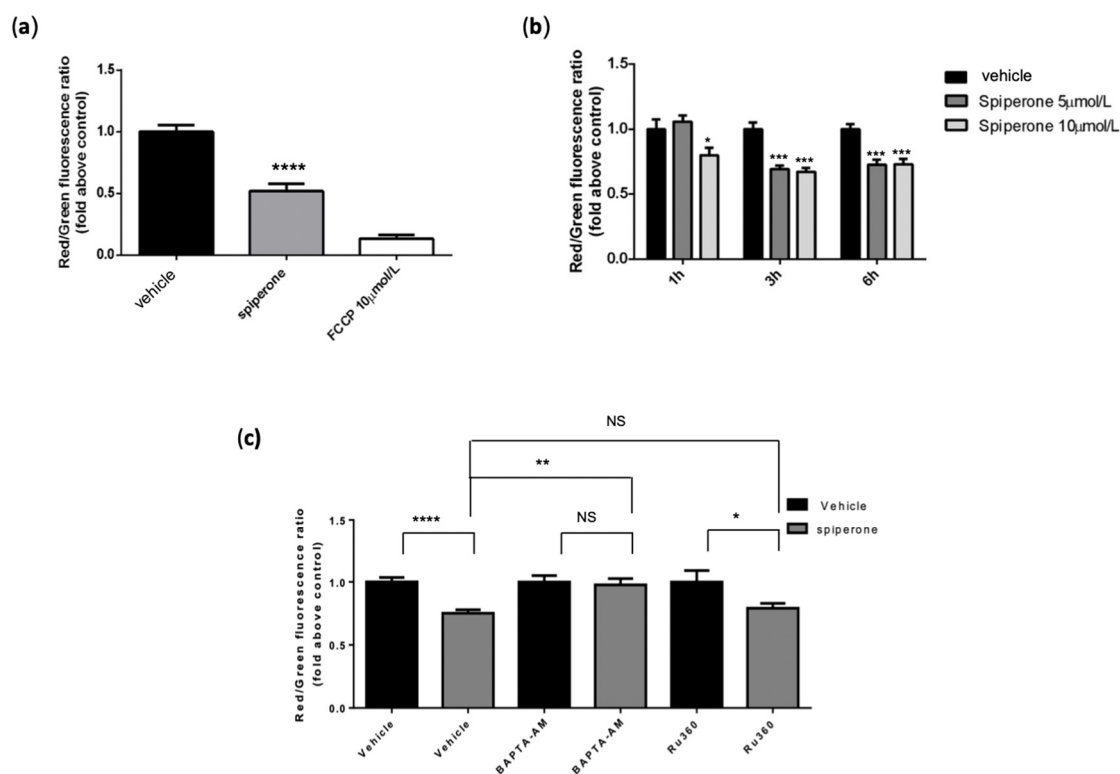 (a)
Red/Green fluorescence ratio
(fold above control)
1.5
1.0
0.5
0.0
****
vehicle
spiperone
FCCP 10μmol/L
(b)
Red/Green fluorescence ratio
(fold above control)
1.5
1.0
0.5
0.0
*
*** ***
*** ***
1h
3h
6h
vehicle
Spiperone 5μmol/L
Spiperone 10μmol/L
(c)
NS
**
****
NS
*
Vehicle
spiperone
Red/Green fluorescence ratio
(fold above control)
1.5
1.0
0.5
0.0
Vehicle
Vehicle
BAPTA-AM
BAPTA-AM
Ru360
Ru360